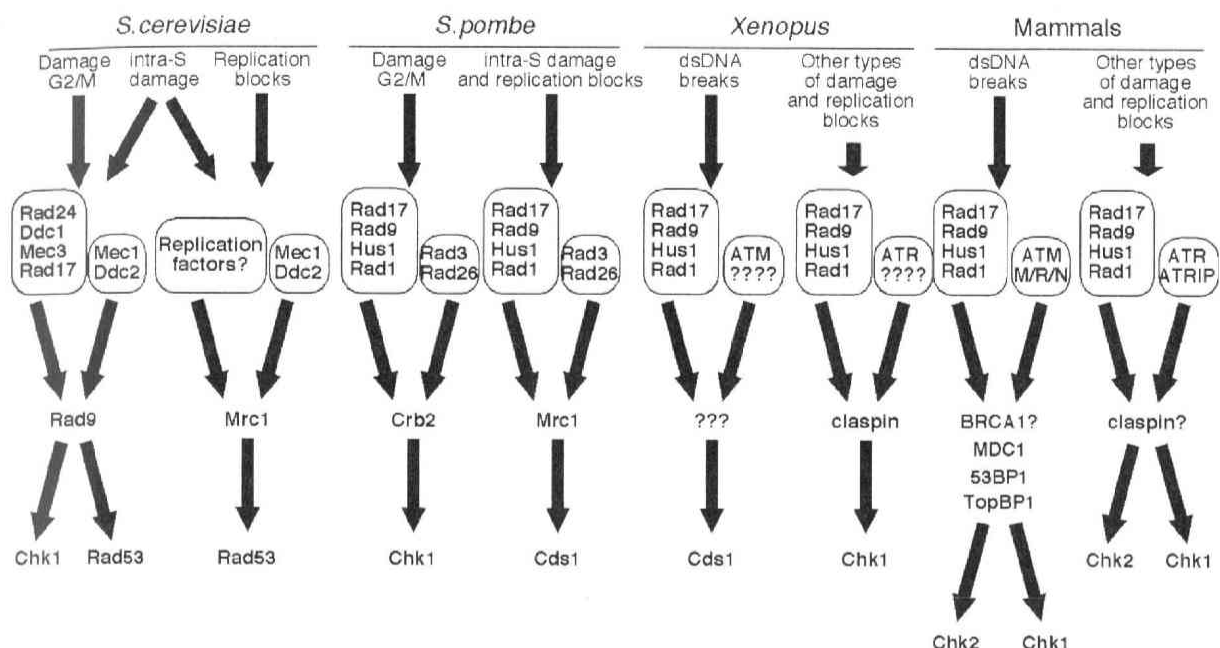 S.cerevisiae
S.pombe
Xenopus
Mammals
Damage
G2/M
intra-S
damage
Replication
blocks
Damage
G2/M
intra-S damage
and replication blocks
dsDNA
breaks
Other types
of damage
and replication
blocks
dsDNA
breaks
Other types
of damage
and replication
blocks
Rad24
Ddc1
Mec3
Rad17
Mec1
Ddc2
Replication
factors?
Mec1
Ddc2
Rad17
Rad9
Hus1
Rad1
Rad3
Rad26
Rad17
Rad9
Hus1
Rad1
Rad3
Rad26
Rad17
Rad9
Hus1
Rad1
ATM
????
Rad17
Rad9
Hus1
Rad1
ATR
????
Rad17
Rad9
Hus1
Rad1
ATM
M/R/N
Rad17
Rad9
Hus1
Rad1
ATR
ATRIP
Rad9
Mrc1
Crb2
Mrc1
???
claspin
BRCA1?
MDC1
53BP1
TopBP1
claspin?
Chk1
Rad53
Rad53
Chk1
Cds1
Cds1
Chk1
Chk2
Chk1
Chk2
Chk1